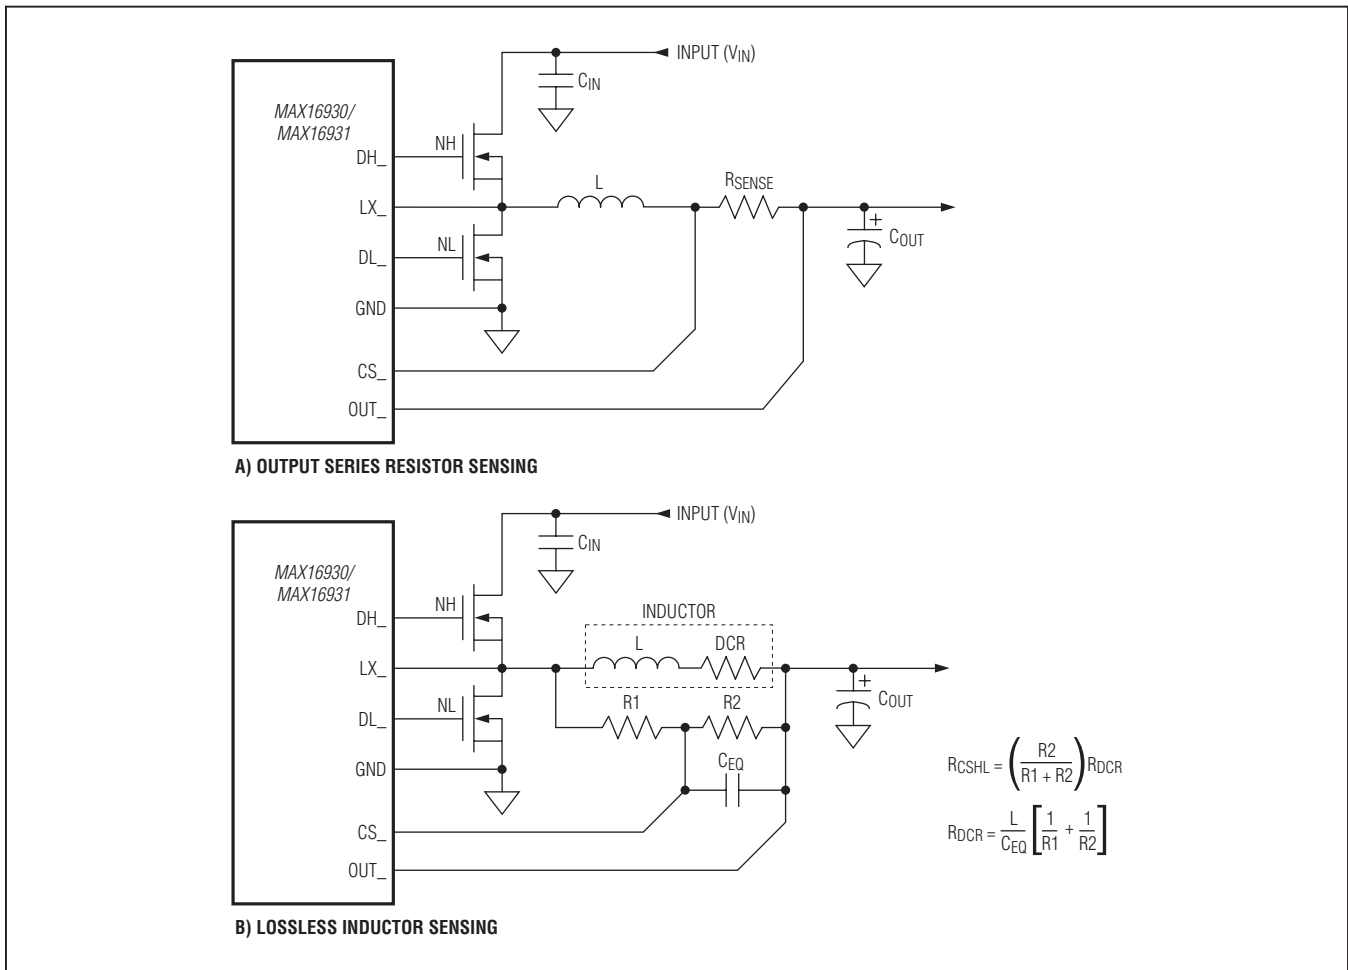 INPUT (VIN)
CIN
MAX16930/
MAX16931
DH_
NH
LX_
L
RSENSE
DL_
NL
+
COUT
GND
CS_
OUT_
A) OUTPUT SERIES RESISTOR SENSING
INPUT (VIN)
CIN
MAX16930/
MAX16931
DH_
NH
INDUCTOR
L
DCR
LX_
+
COUT
DL_
NL
R1
R2
CEQ
GND
CS_
OUT_
RCSHL = (R2 / (R1 + R2)) RDCR
RDCR = L / CEQ [1 / R1 + 1 / R2]
B) LOSSLESS INDUCTOR SENSING